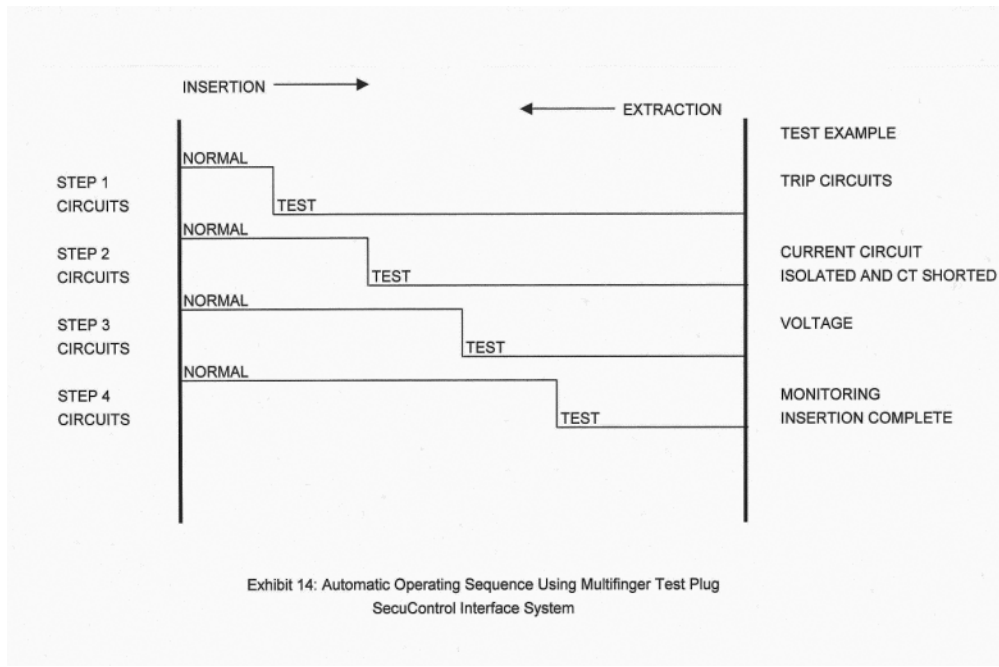 INSERTION
EXTRACTION
TEST EXAMPLE
NORMAL
STEP 1
CIRCUITS
TEST
TRIP CIRCUITS
NORMAL
STEP 2
CIRCUITS
TEST
CURRENT CIRCUIT
ISOLATED AND CT SHORTED
NORMAL
STEP 3
CIRCUITS
TEST
VOLTAGE
NORMAL
STEP 4
CIRCUITS
TEST
MONITORING
INSERTION COMPLETE
Exhibit 14: Automatic Operating Sequence Using Multifinger Test Plug
SecuControl Interface System